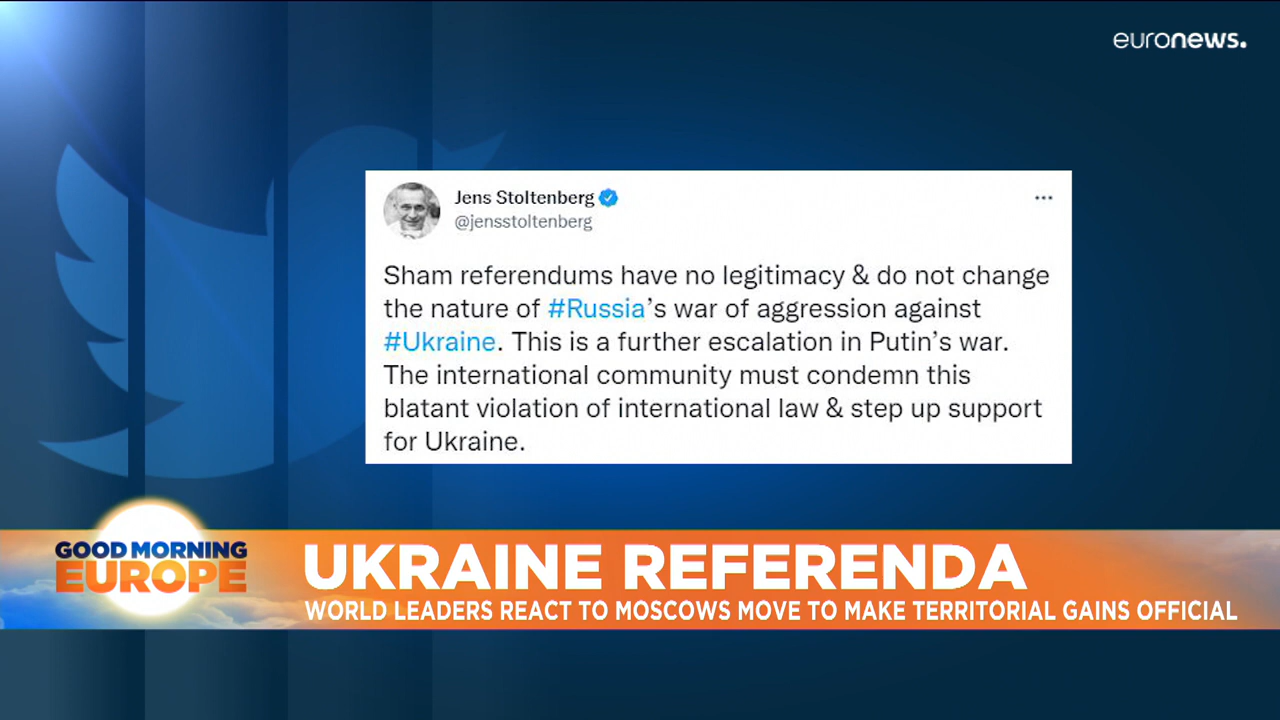 euronews.
Jens Stoltenberg
@jensstoltenberg
Sham referendums have no legitimacy & do not change
the nature of #Russia’s war of aggression against
#Ukraine. This is a further escalation in Putin’s war.
The international community must condemn this
blatant violation of international law & step up support
for Ukraine.
GOOD MORNING
EUROPE
UKRAINE REFERENDA
WORLD LEADERS REACT TO MOSCOWS MOVE TO MAKE TERRITORIAL GAINS OFFICIAL